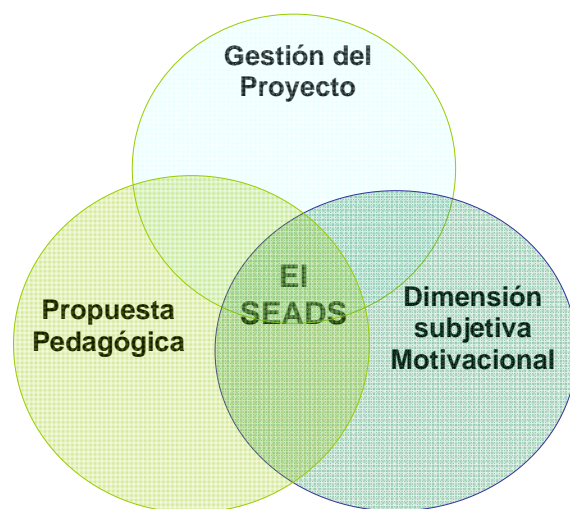 Gestión del
Proyecto
El
SEADS
Propuesta
Pedagógica
Dimensión
subjetiva
Motivacional